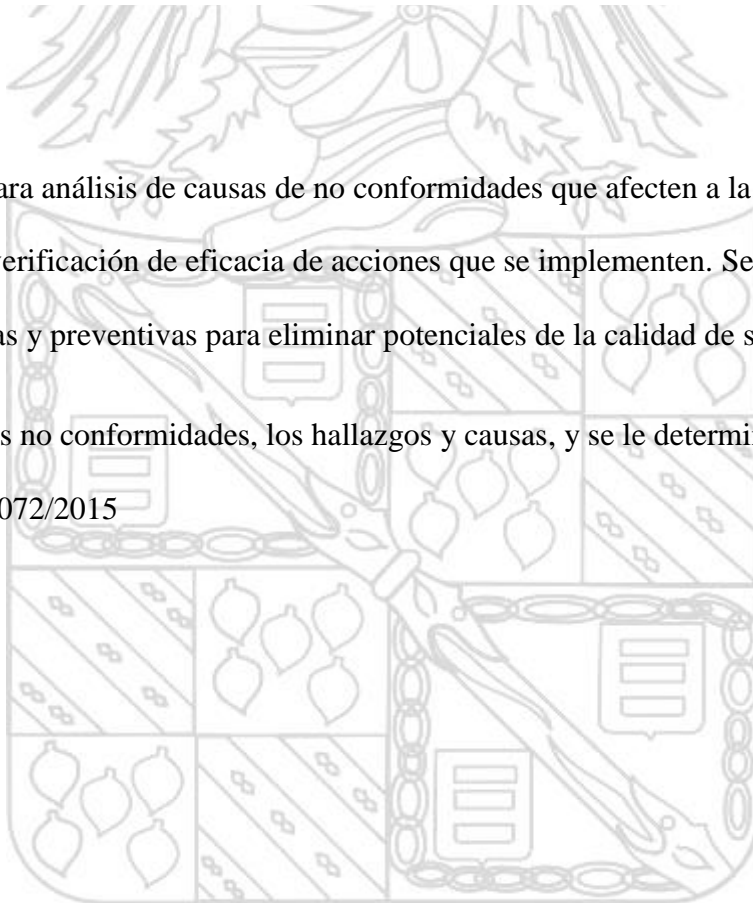 ara análisis de causas de no conformidades que afecten a la
verificación de eficacia de acciones que se implementen. Se
as y preventivas para eliminar potenciales de la calidad de s
s no conformidades, los hallazgos y causas, y se le determi
072/2015